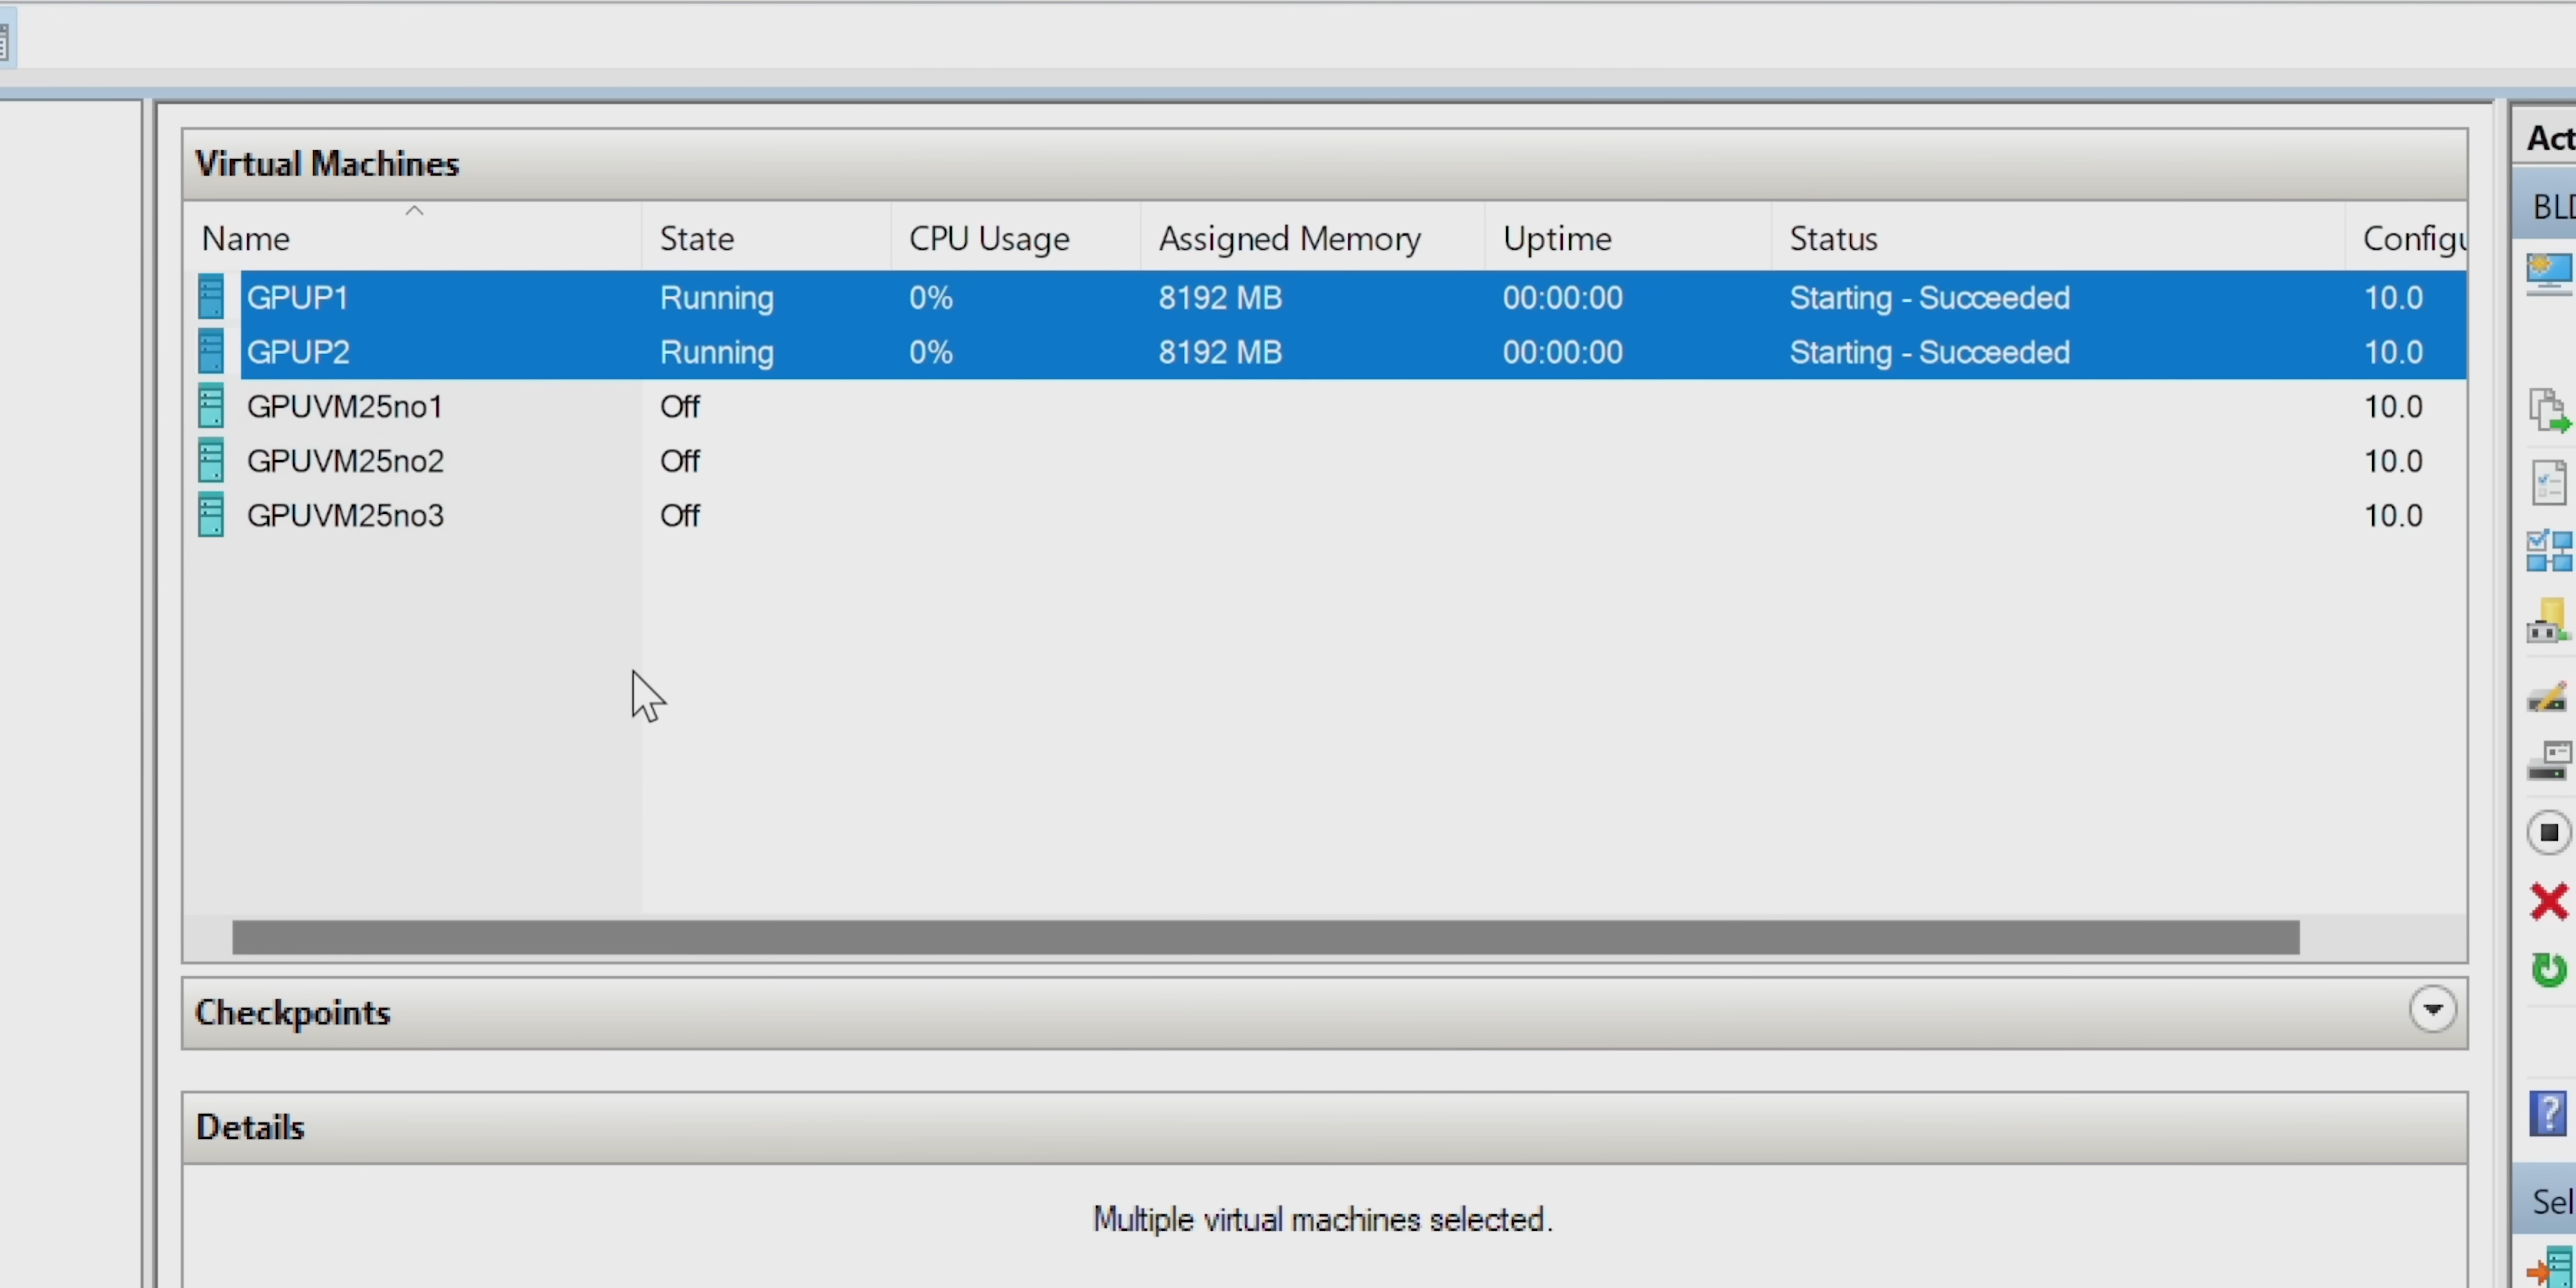 Virtual Machines
Name State CPU Usage Assigned Memory Uptime Status Configu
GPUP1 Running 0% 8192 MB 00:00:00 Starting - Succeeded 10.0
GPUP2 Running 0% 8192 MB 00:00:00 Starting - Succeeded 10.0
GPUVM25no1 Off 10.0
GPUVM25no2 Off 10.0
GPUVM25no3 Off 10.0
Checkpoints
Details
Multiple virtual machines selected.
Act
BLD
Sel